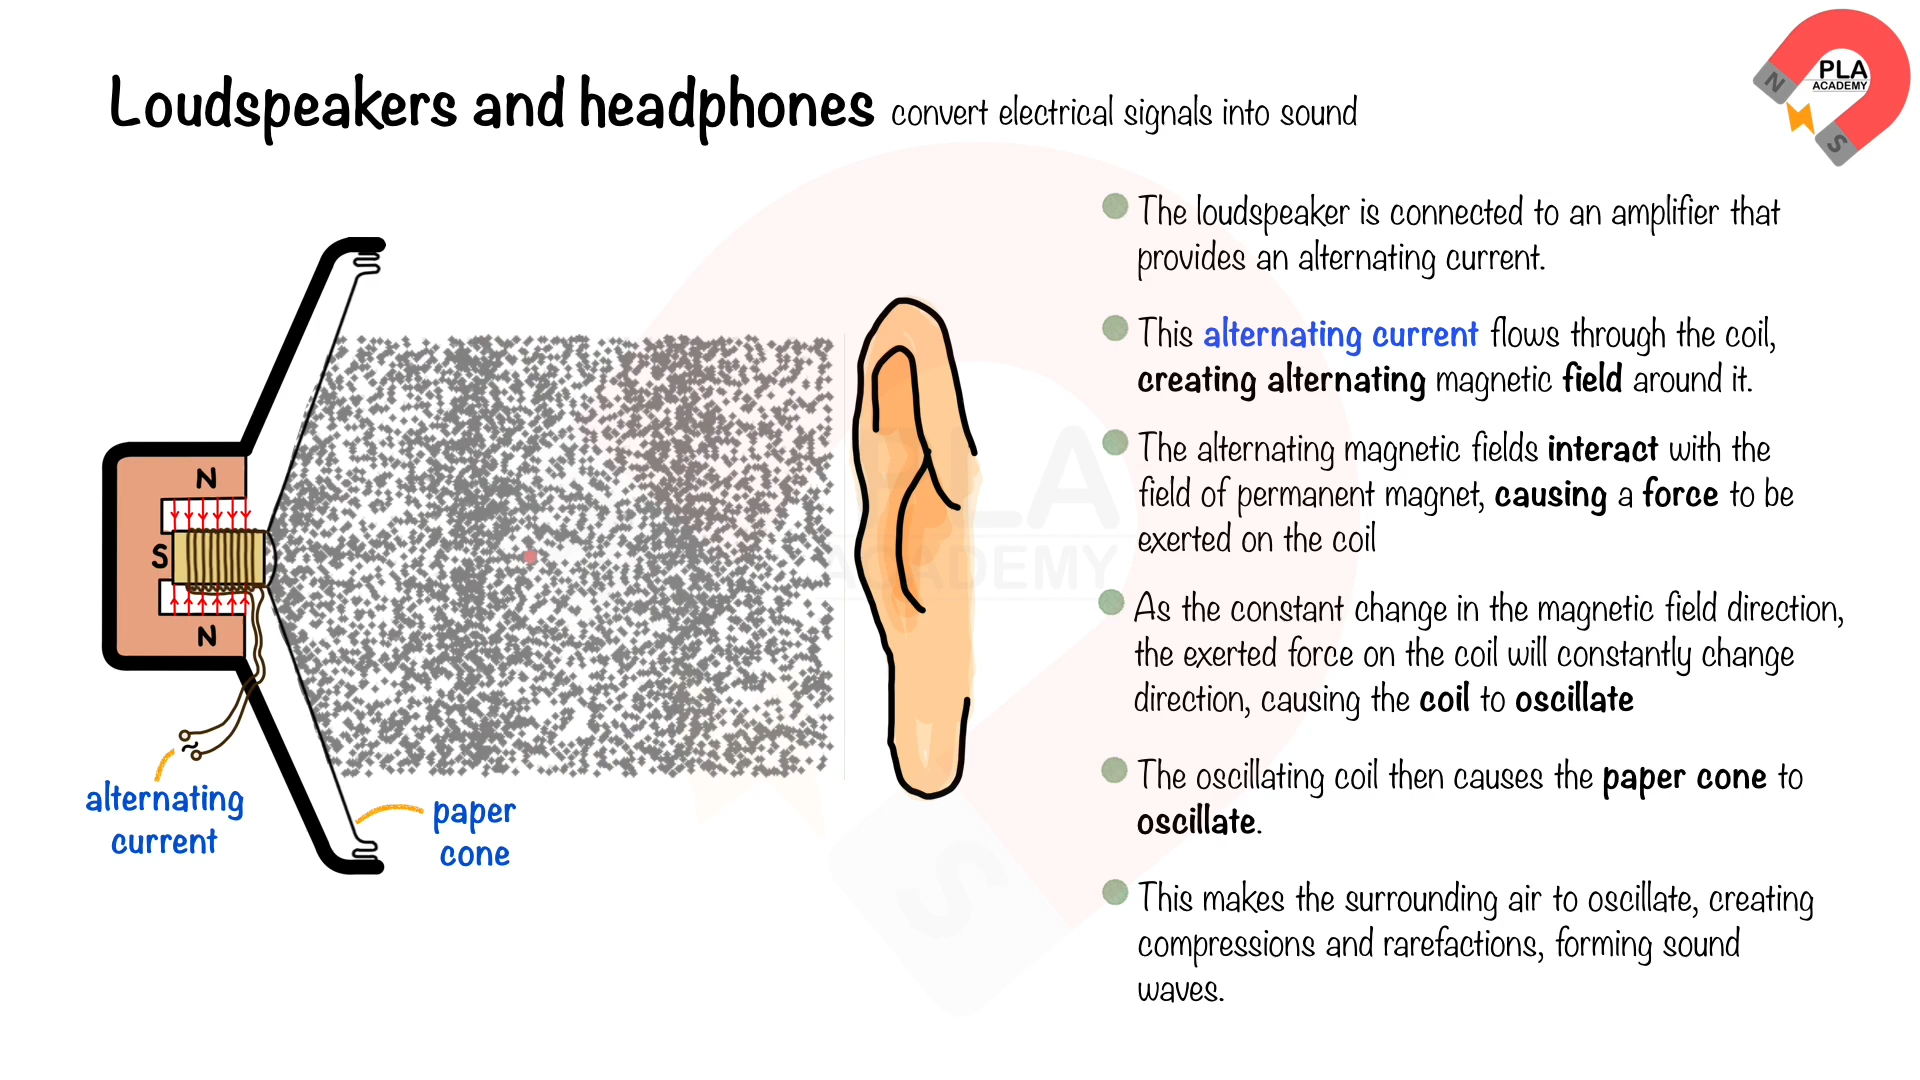 Loudspeakers and headphones convert electrical signals into sound
N
PLA
ACADEMY
S
The loudspeaker is connected to an amplifier that
provides an alternating current.
This alternating current flows through the coil,
creating alternating magnetic field around it.
The alternating magnetic fields interact with the
field of permanent magnet, causing a force to be
exerted on the coil
As the constant change in the magnetic field direction,
the exerted force on the coil will constantly change
direction, causing the coil to oscillate
The oscillating coil then causes the paper cone to
oscillate.
This makes the surrounding air to oscillate, creating
compressions and rarefactions, forming sound
waves.
N
S
N
~
alternating
current
paper
cone
PLA
ACADEMY
S